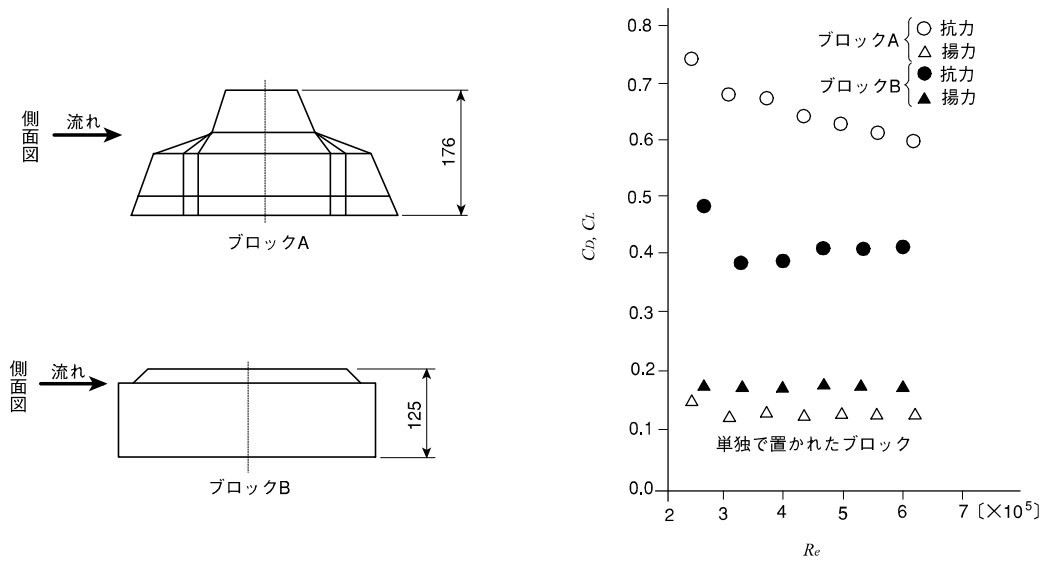 側面図
流れ
176
ブロックA
側面図
流れ
125
ブロックB
0.8
0.7
0.6
0.5
0.4
0.3
0.2
0.1
0.0
CD, CL
ブロックA
抗力
揚力
ブロックB
抗力
揚力
単独で置かれたブロック
2 3 4 5 6 7 〔×10⁵〕
Re